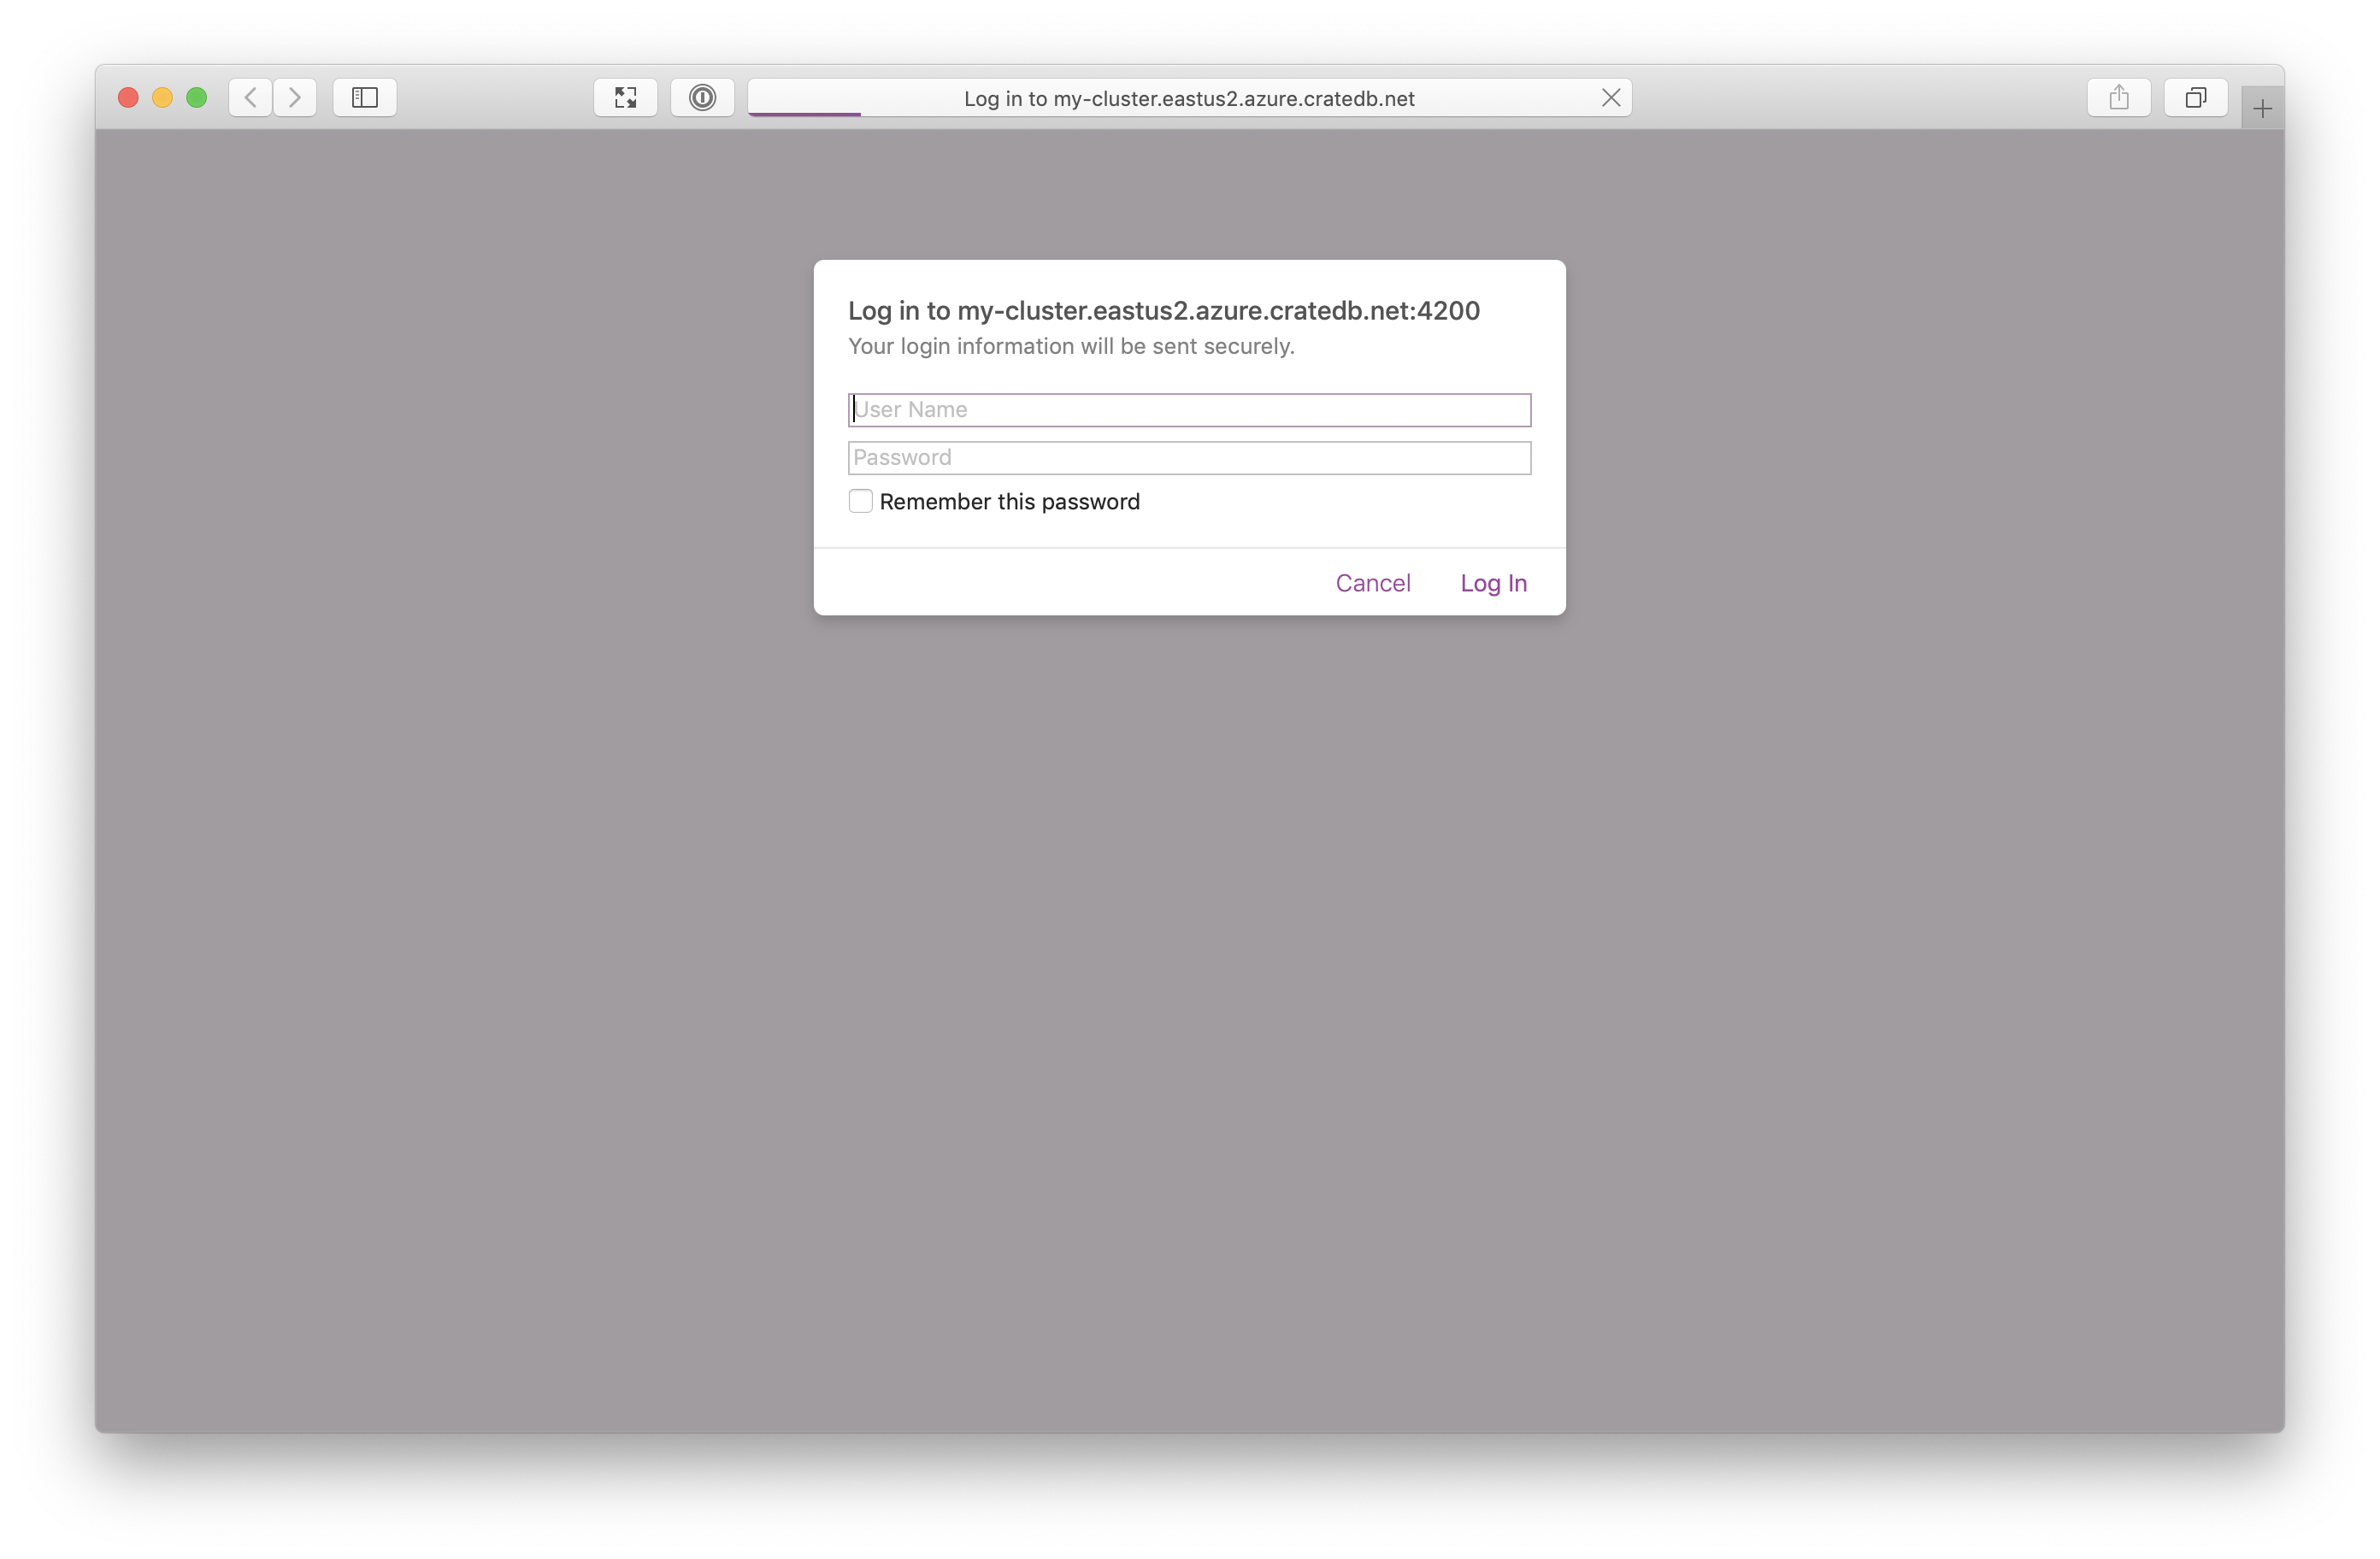 Log in to my-cluster.eastus2.azure.cratedb.net
Log in to my-cluster.eastus2.azure.cratedb.net:4200
Your login information will be sent securely.
User Name
Password
Remember this password
Cancel Log In